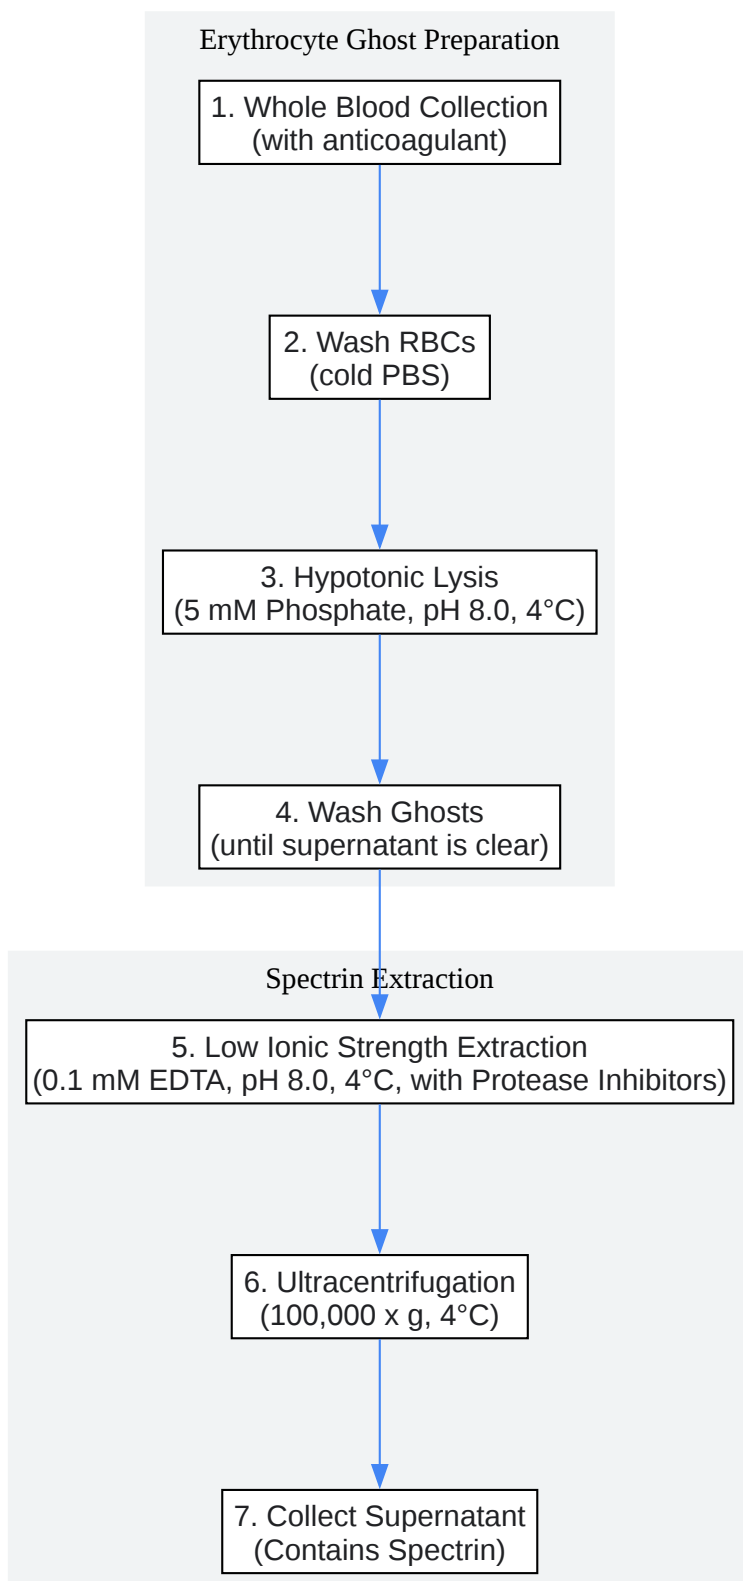 Erythrocyte Ghost Preparation
1. Whole Blood Collection
(with anticoagulant)
2. Wash RBCs
(cold PBS)
3. Hypotonic Lysis
(5 mM Phosphate, pH 8.0, 4°C)
4. Wash Ghosts
(until supernatant is clear)
Spectrin Extraction
5. Low Ionic Strength Extraction
(0.1 mM EDTA, pH 8.0, 4°C, with Protease Inhibitors)
6. Ultracentrifugation
(100,000 x g, 4°C)
7. Collect Supernatant
(Contains Spectrin)